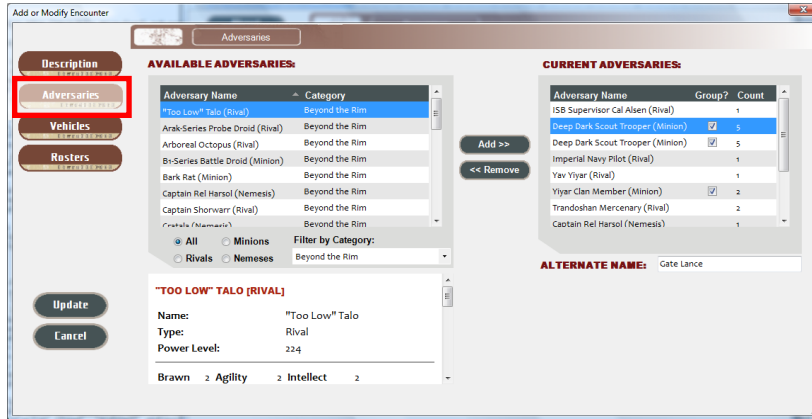 Add or Modify Encounter
Adversaries
Description
Adversaries
Vehicles
Rosters
Update
Cancel
AVAILABLE ADVERSARIES:
Adversary Name Category
"Too Low" Talo (Rival) Beyond the Rim
Arak-Series Probe Droid (Rival) Beyond the Rim
Arboreal Octopus (Rival) Beyond the Rim
B1-Series Battle Droid (Minion) Beyond the Rim
Bark Rat (Minion) Beyond the Rim
Captain Rel Harsol (Nemesis) Beyond the Rim
Captain Shorwarr (Rival) Beyond the Rim
Cratala (Nemesis) Beyond the Rim
All Minions Filter by Category:
Rivals Nemeses Beyond the Rim
"TOO LOW" TALO [RIVAL]
Name: "Too Low" Talo
Type: Rival
Power Level: 224
Brawn 2 Agility 2 Intellect 2
Add >>
<< Remove
CURRENT ADVERSARIES:
Adversary Name Group? Count
ISB Supervisor Cal Alsen (Rival) 1
Deep Dark Scout Trooper (Minion) 5
Deep Dark Scout Trooper (Minion) 5
Imperial Navy Pilot (Rival) 1
Yav Yiyar (Rival) 1
Yiyar Clan Member (Minion) 2
Trandoshan Mercenary (Rival) 2
Captain Rel Harsol (Nemesis) 1
ALTERNATE NAME: Gate Lance